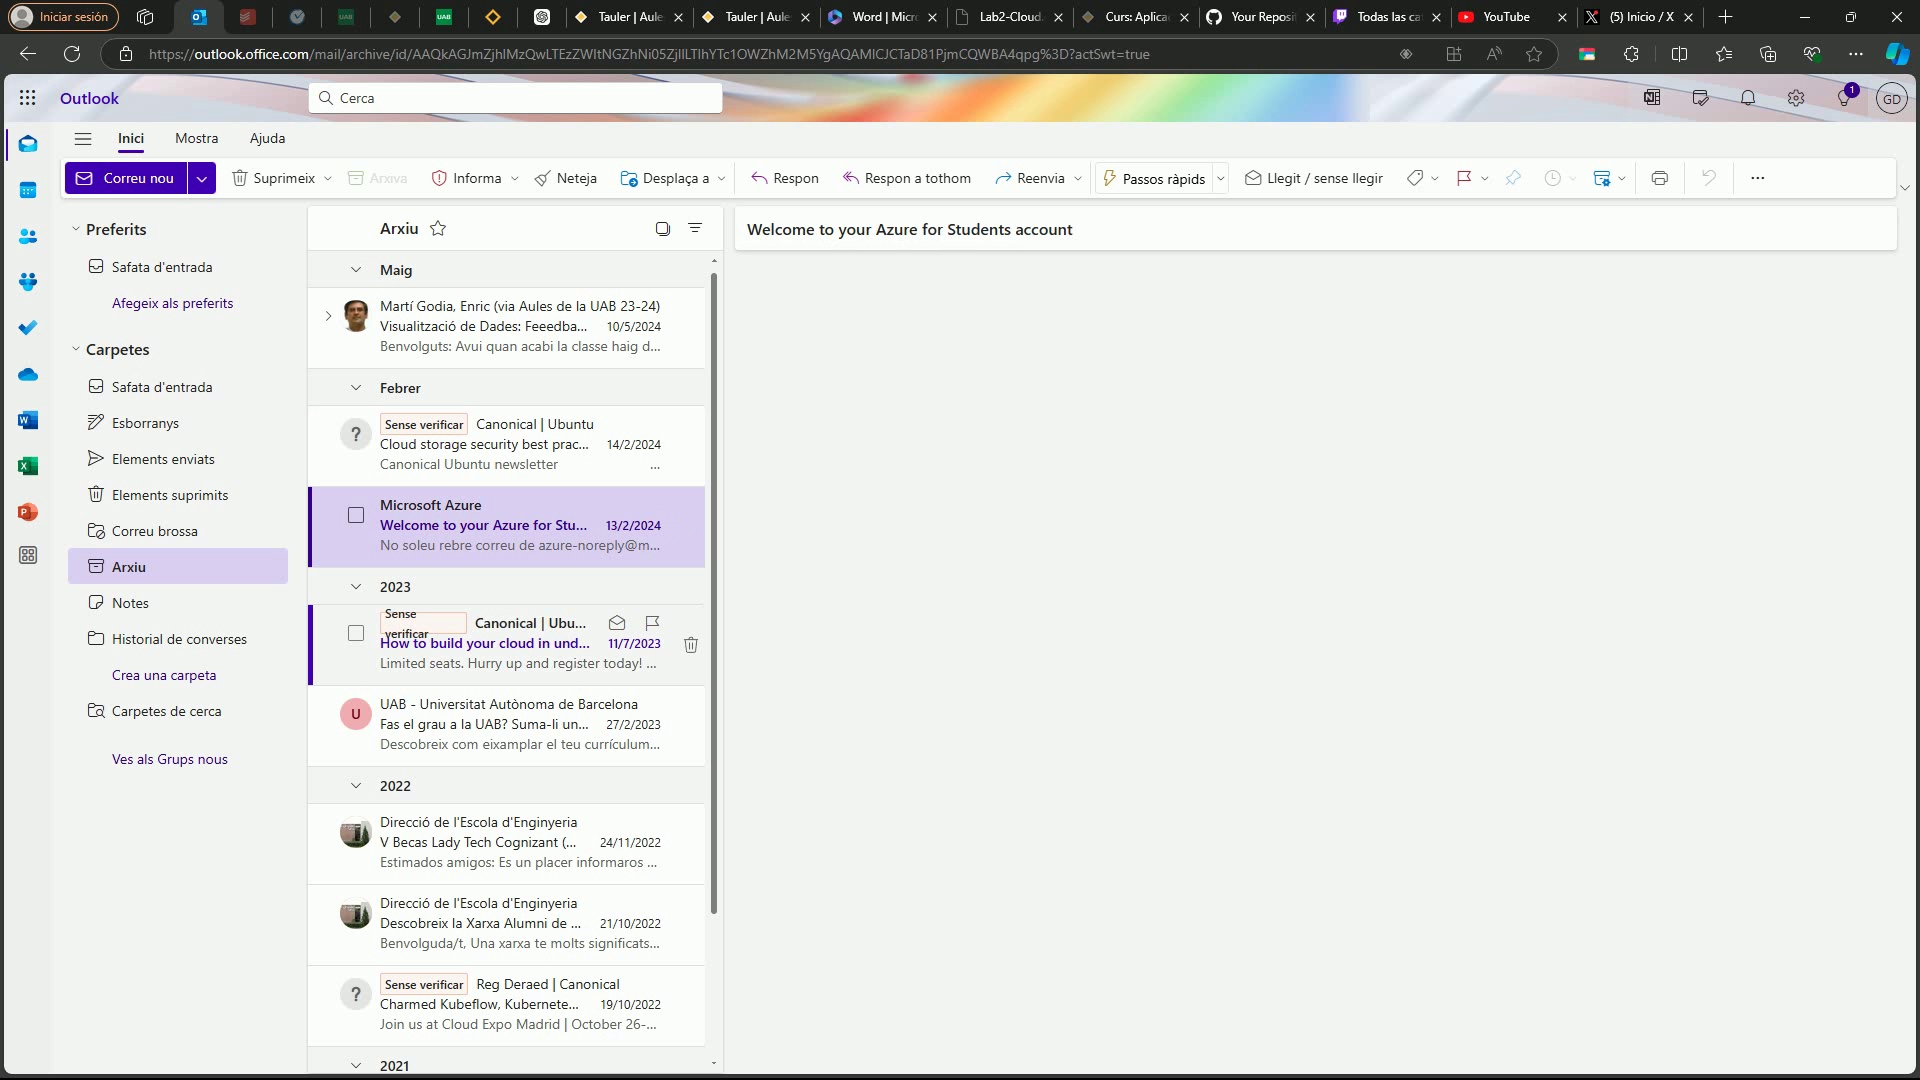 Iniciar sesión
UAB
UAB
Tauler | Aule
Tauler | Aule
Word | Micr
Lab2-Cloud.
Curs: Aplica
Your Reposi
Todas las ca
YouTube
(5) Inicio / X
Outlook
Cerca
1
GD
Inici
Mostra
Ajuda
Correu nou
Suprimeix
Arxiva
Informa
Neteja
Desplaça a
Respon
Respon a tothom
Reenvia
Passos ràpids
Llegit / sense llegir
...
Preferits
Safata d'entrada
Afegeix als preferits
Carpetes
Safata d'entrada
Esborranys
Elements enviats
Elements suprimits
Correu brossa
Arxiu
Notes
Historial de converses
Crea una carpeta
Carpetes de cerca
Ves als Grups nous
Arxiu
Maig
Martí Godia, Enric (via Aules de la UAB 23-24)
Visualització de Dades: Feeedba... 10/5/2024
Benvolguts: Avui quan acabi la classe haig d...
Febrer
? Sense verificar Canonical | Ubuntu
Cloud storage security best prac... 14/2/2024
Canonical Ubuntu newsletter ...
Microsoft Azure
Welcome to your Azure for Stu... 13/2/2024
No soleu rebre correu de azure-noreply@m...
2023
Sense verificar Canonical | Ubu...
How to build your cloud in und... 11/7/2023
Limited seats. Hurry up and register today! ...
U UAB - Universitat Autònoma de Barcelona
Fas el grau a la UAB? Suma-li un... 27/2/2023
Descobreix com eixamplar el teu currículum...
2022
Direcció de l'Escola d'Enginyeria
V Becas Lady Tech Cognizant (... 24/11/2022
Estimados amigos: Es un placer informaros ...
Direcció de l'Escola d'Enginyeria
Descobreix la Xarxa Alumni de ... 21/10/2022
Benvolguda/t, Una xarxa te molts significats...
? Sense verificar Reg Deraed | Canonical
Charmed Kubeflow, Kubernete... 19/10/2022
Join us at Cloud Expo Madrid | October 26-...
2021
Welcome to your Azure for Students account